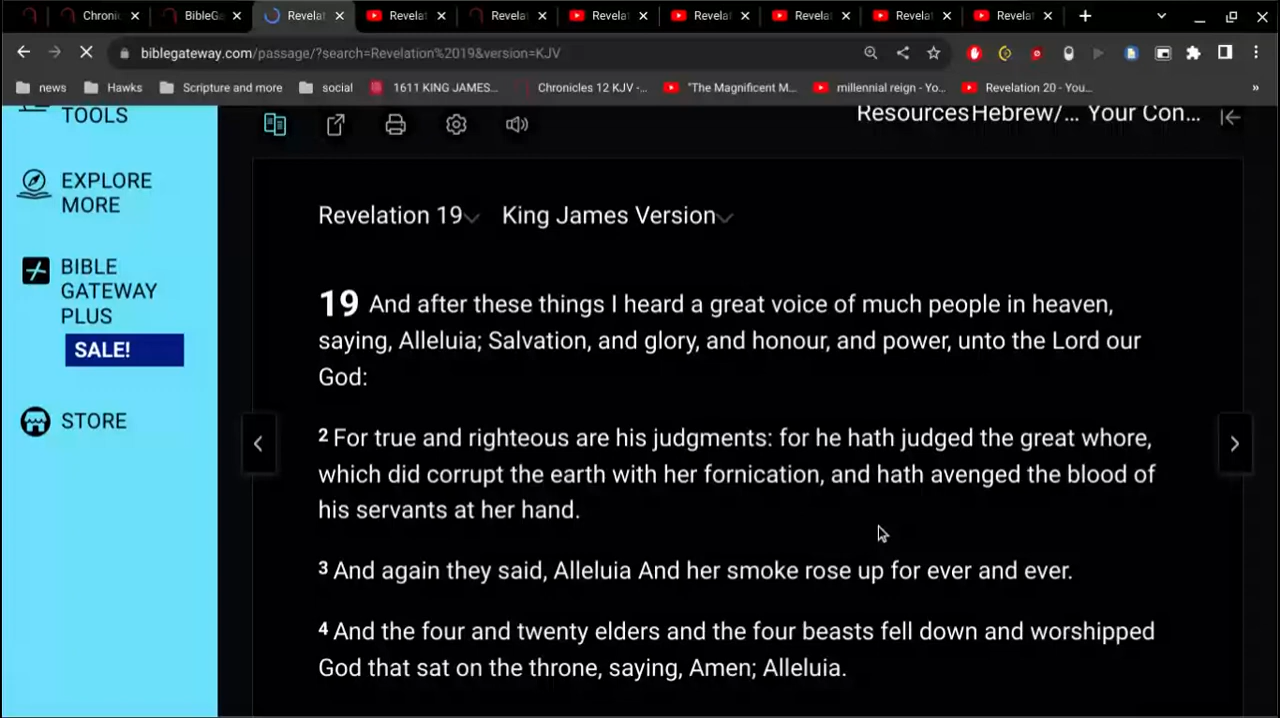 Chronic
BibleGa
Revelat
Revelat
Revelat
Revelat
Revelat
Revelat
Revelat
Revelat
biblegateway.com/passage/?search=Revelation%2019&version=KJV
news
Hawks
Scripture and more
social
1611 KING JAMES...
Chronicles 12 KJV -...
"The Magnificent M...
millennial reign - Yo...
Revelation 20 - You...
»
TOOLS
EXPLORE
MORE
BIBLE
GATEWAY
PLUS
SALE!
STORE
Resources Hebrew/... Your Con...
Revelation 19 King James Version
19 And after these things I heard a great voice of much people in heaven,
saying, Alleluia; Salvation, and glory, and honour, and power, unto the Lord our
God:
2 For true and righteous are his judgments: for he hath judged the great whore,
which did corrupt the earth with her fornication, and hath avenged the blood of
his servants at her hand.
3 And again they said, Alleluia And her smoke rose up for ever and ever.
4 And the four and twenty elders and the four beasts fell down and worshipped
God that sat on the throne, saying, Amen; Alleluia.